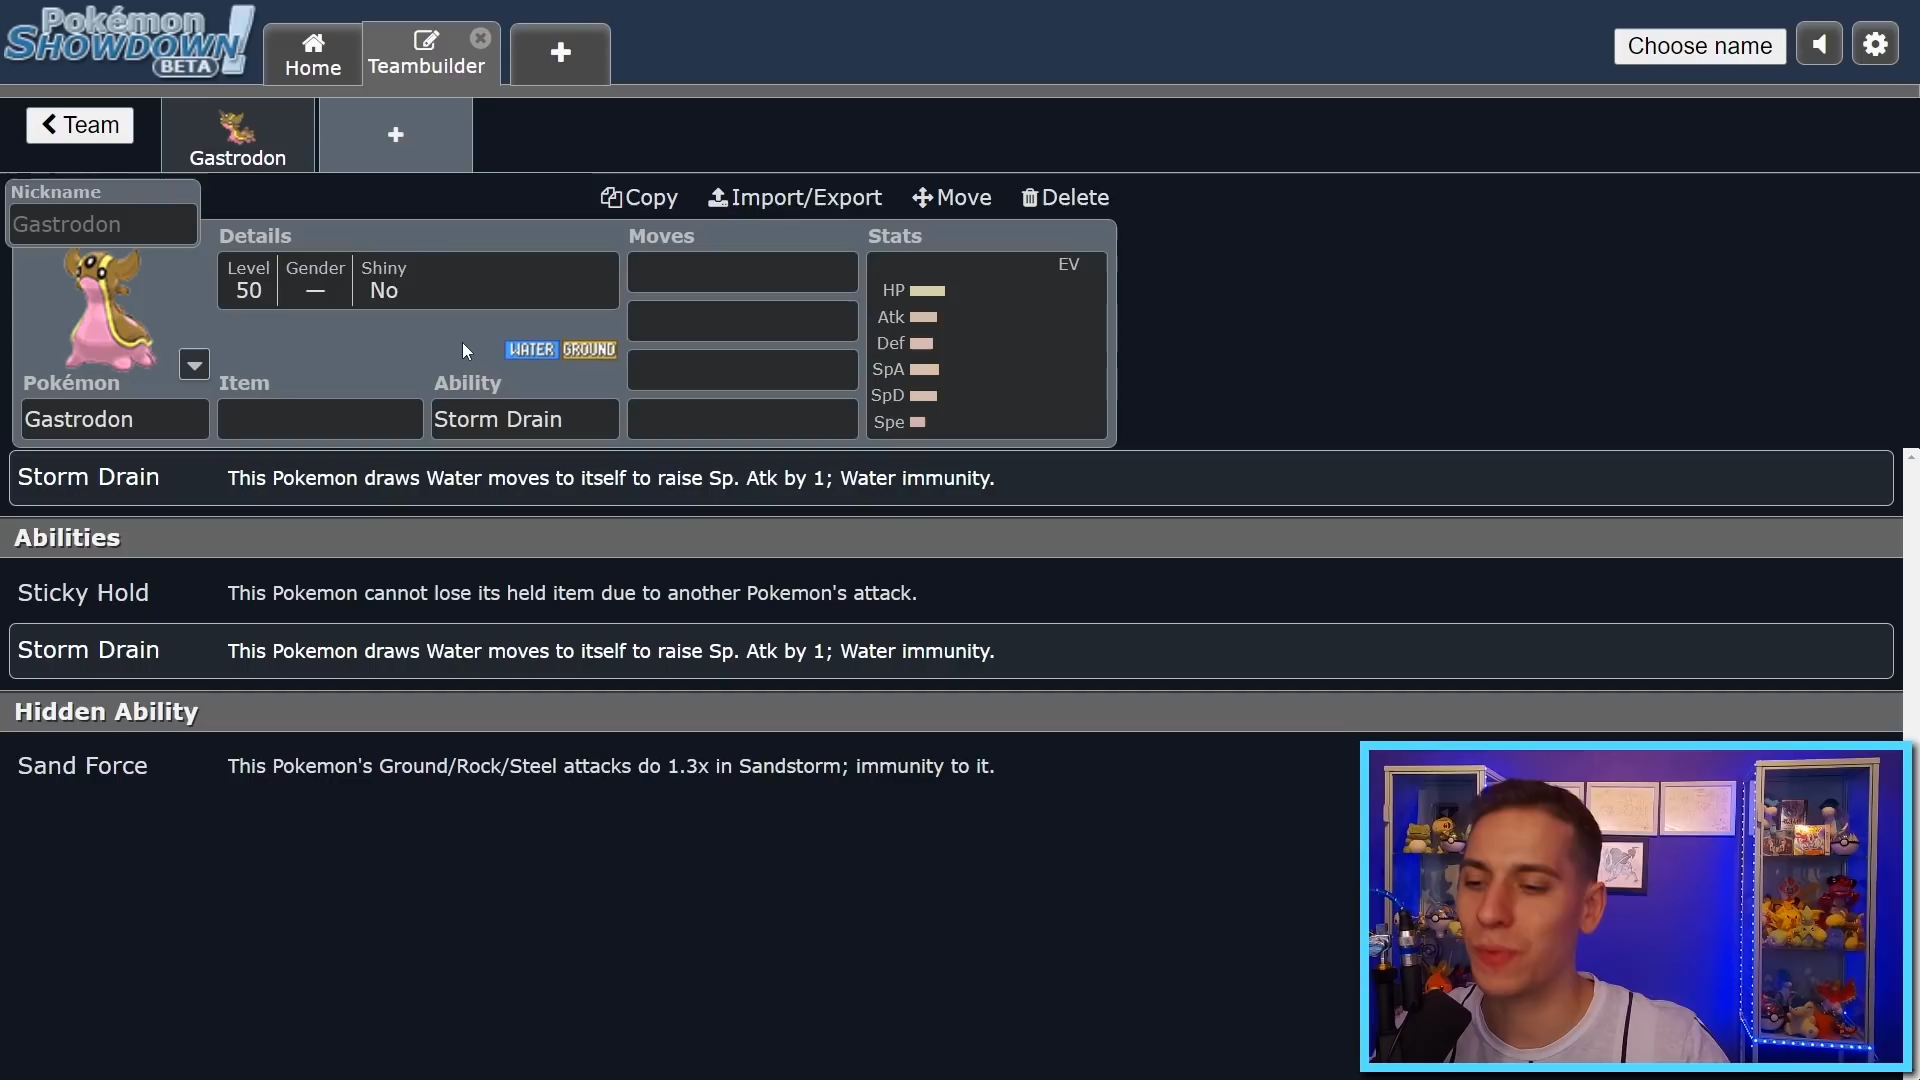 Pokémon
SHOWDOWN!
BETA
Home
Teambuilder
Choose name
Team
Gastrodon
Nickname
Gastrodon
Copy
Import/Export
Move
Delete
Details
Moves
Stats
Level
Gender
Shiny
50
—
No
EV
HP
Atk
Def
SpA
SpD
Spe
WATER
GROUND
Pokémon
Item
Ability
Gastrodon
Storm Drain
Storm Drain This Pokemon draws Water moves to itself to raise Sp. Atk by 1; Water immunity.
Abilities
Sticky Hold This Pokemon cannot lose its held item due to another Pokemon's attack.
Storm Drain This Pokemon draws Water moves to itself to raise Sp. Atk by 1; Water immunity.
Hidden Ability
Sand Force This Pokemon's Ground/Rock/Steel attacks do 1.3x in Sandstorm; immunity to it.